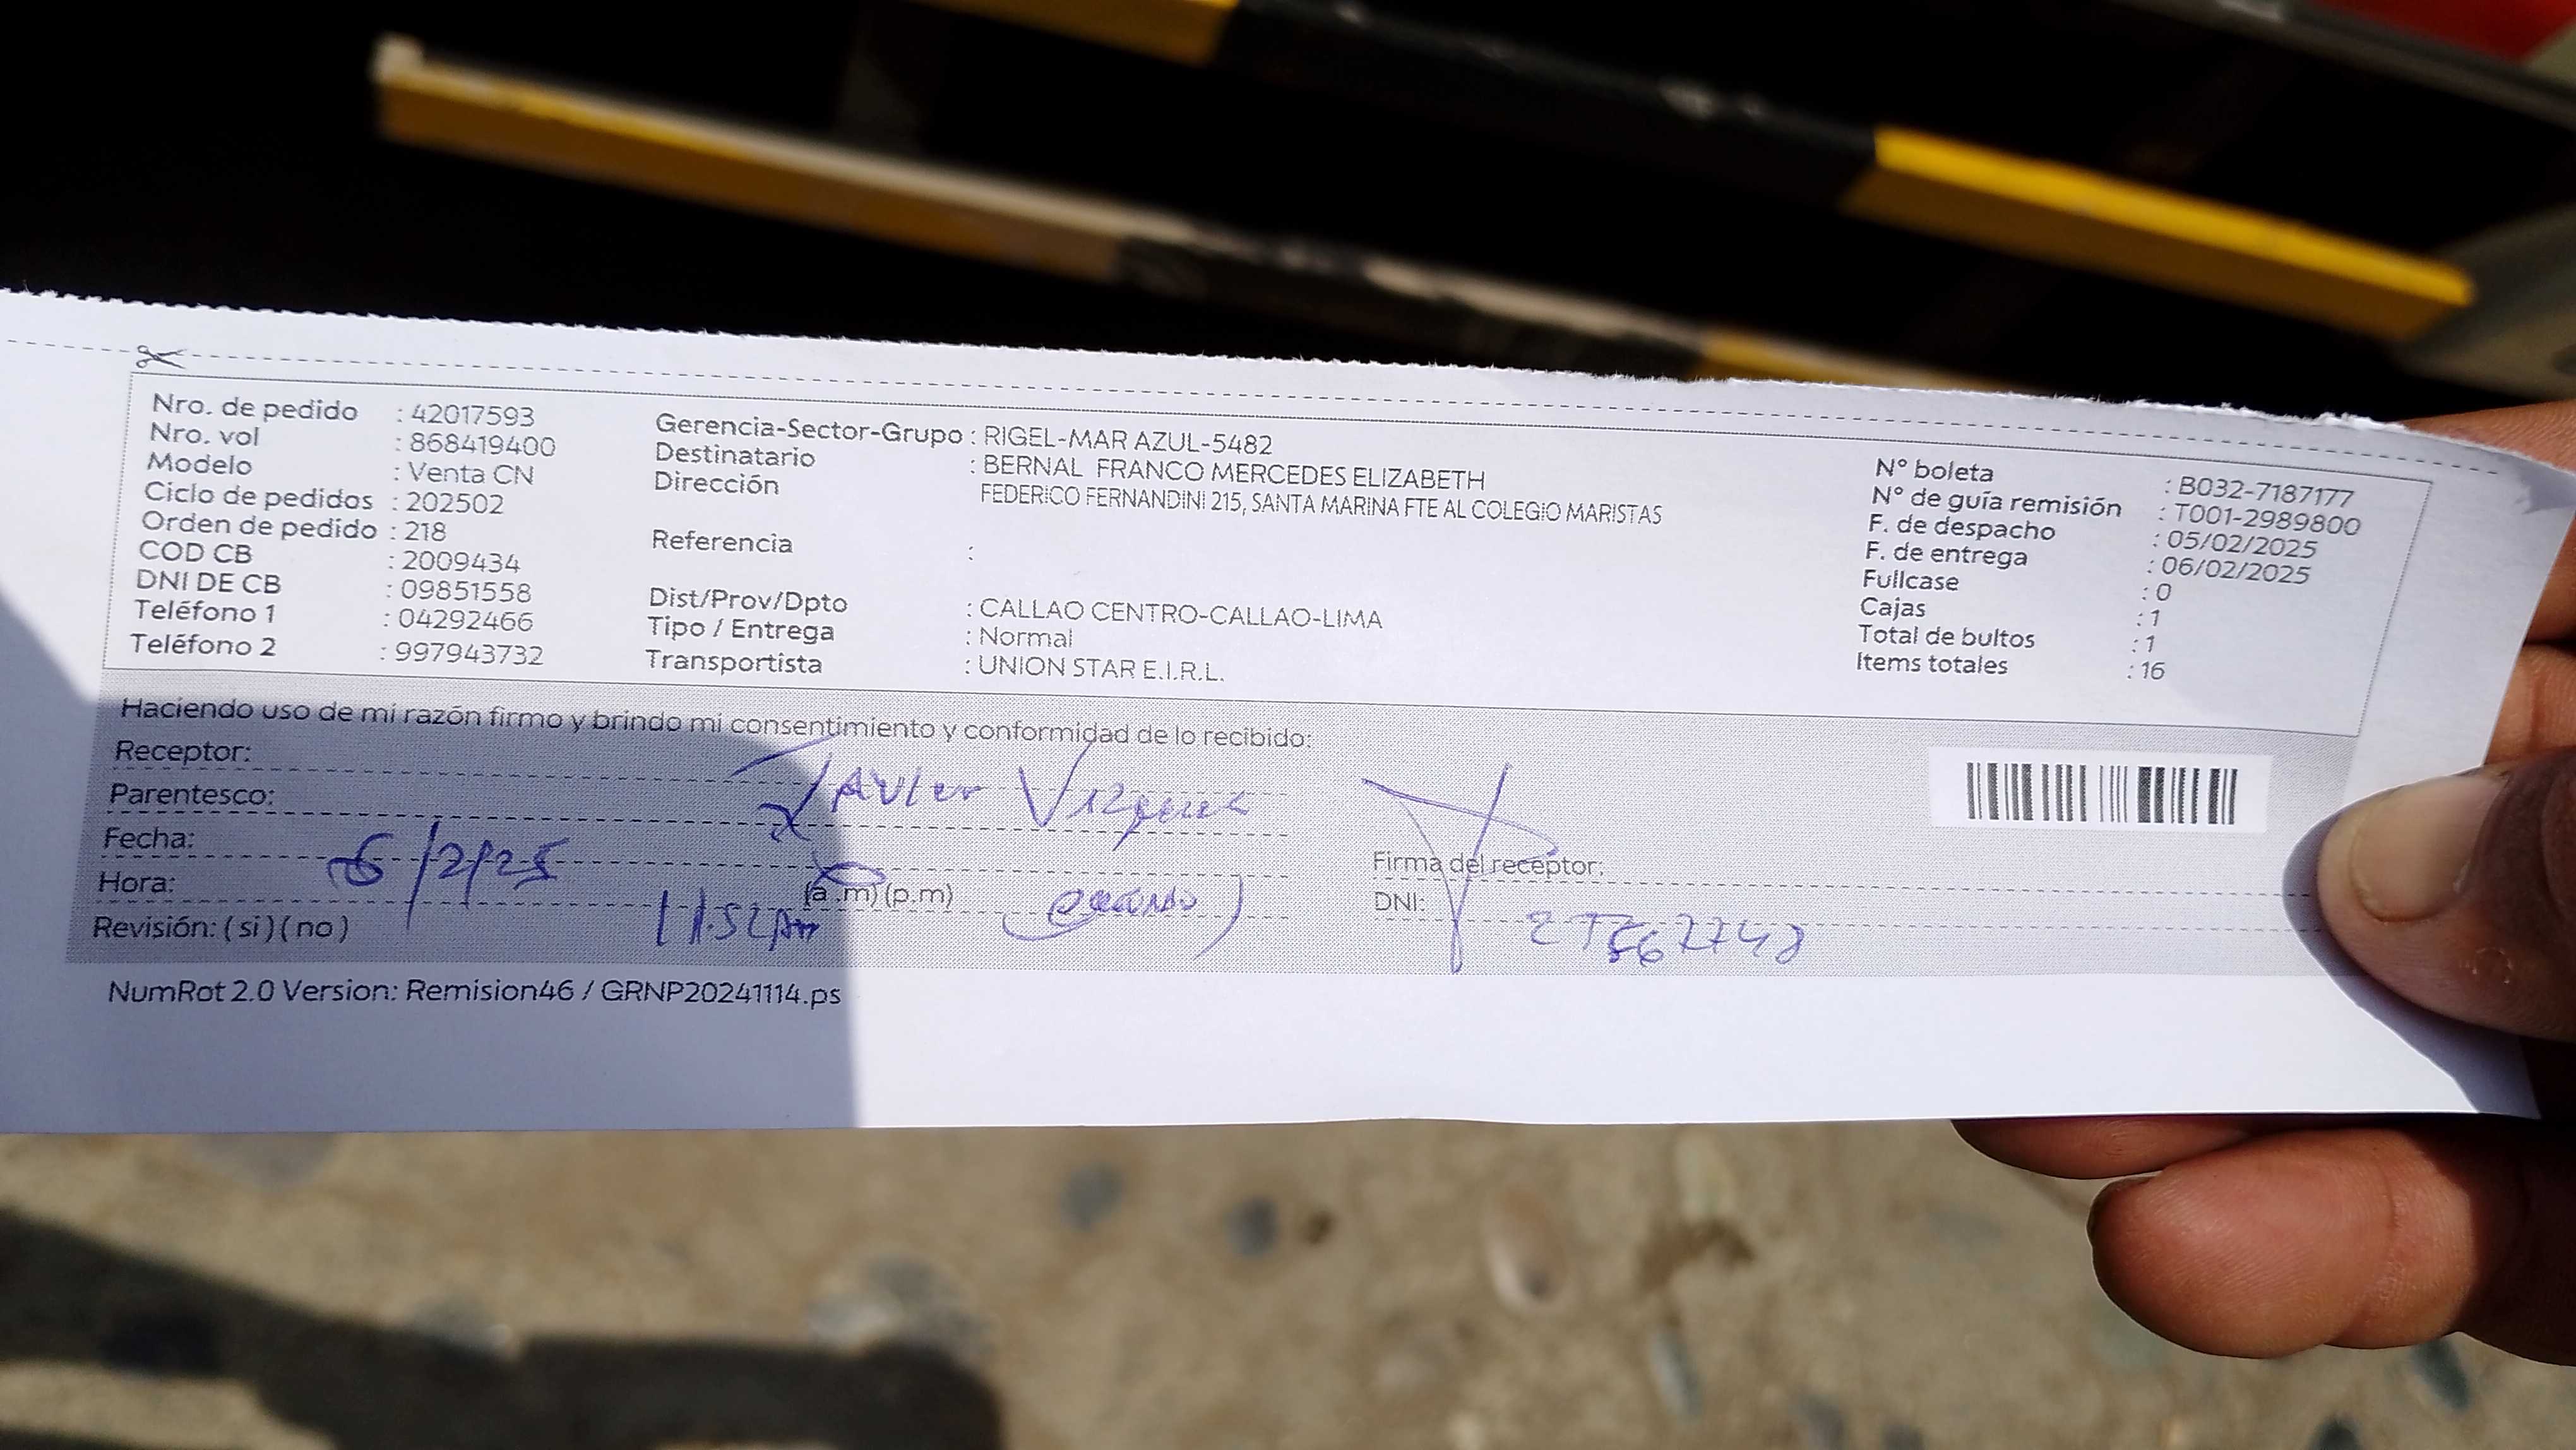 Nro. de pedido : 42017593
Nro. vol : 868419400
Modelo : Venta CN
Ciclo de pedidos : 202502
Orden de pedido : 218
COD CB : 2009434
DNI DE CB : 09851558
Teléfono 1 : 04292466
Teléfono 2 : 997943732
Gerencia-Sector-Grupo : RIGEL-MAR AZUL-5482
Destinatario : BERNAL FRANCO MERCEDES ELIZABETH
Dirección FEDERICO FERNANDINI 215, SANTA MARINA FTE AL COLEGIO MARISTAS
Referencia :
Dist/Prov/Dpto : CALLAO CENTRO-CALLAO-LIMA
Tipo / Entrega : Normal
Transportista : UNION STAR E.I.R.L.
N° boleta : B032-7187177
N° de guía remisión : T001-2989800
F. de despacho : 05/02/2025
F. de entrega : 06/02/2025
Fullcase : 0
Cajas : 1
Total de bultos : 1
Items totales : 16
Haciendo uso de mi razón firmo y brindo mi consentimiento y conformidad de lo recibido:
Receptor: Javier
Parentesco:
Fecha: 6/2/25
Hora: 11.52 (a.m) (p.m)
Revisión: (si) (no)
Firma del receptor:
DNI:
NumRot 2.0 Version: Remision46 / GRNP20241114.ps